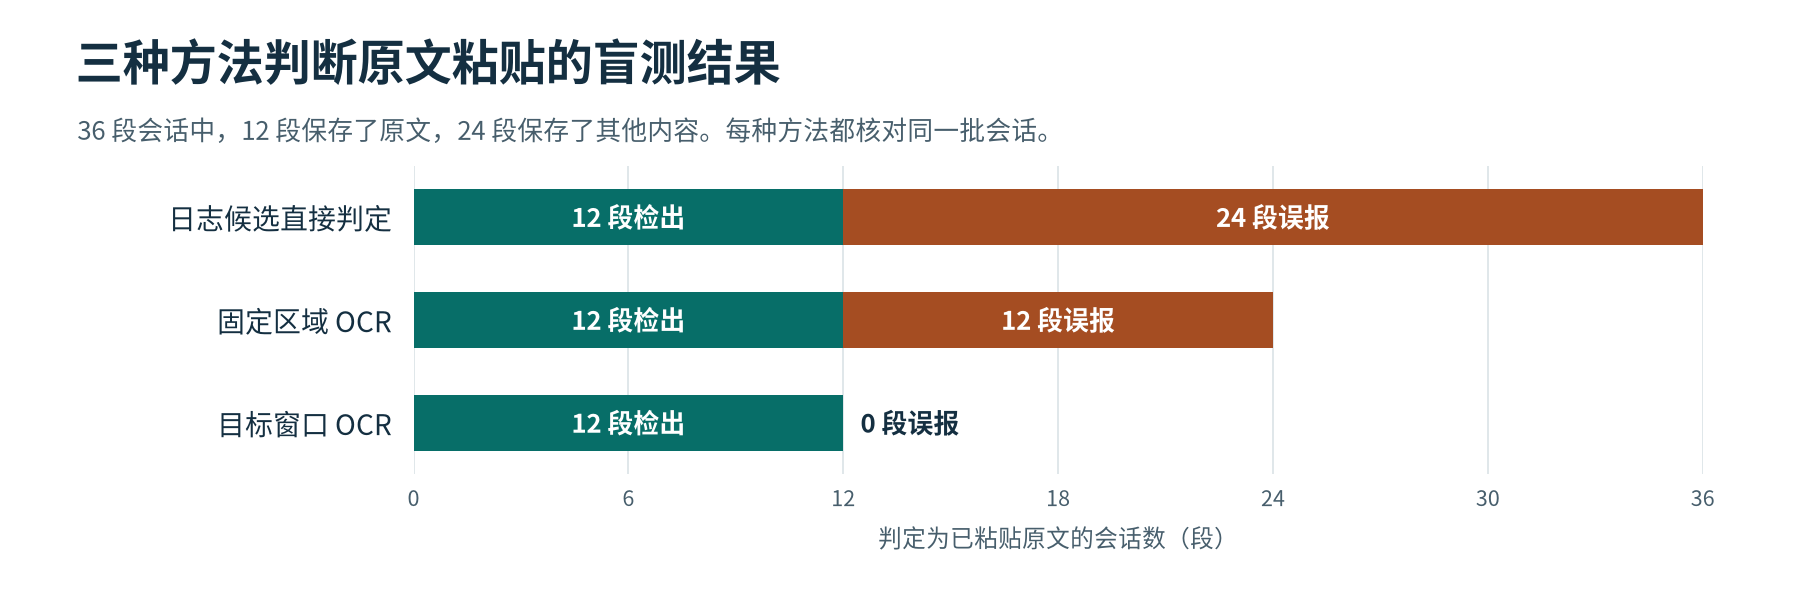 三种方法判断原文粘贴的盲测结果
36 段会话中，12 段保存了原文，24 段保存了其他内容。每种方法都核对同一批会话。
日志候选直接判定
12 段检出
24 段误报
固定区域 OCR
12 段检出
12 段误报
目标窗口 OCR
12 段检出
0 段误报
0 6 12 18 24 30 36
判定为已粘贴原文的会话数（段）